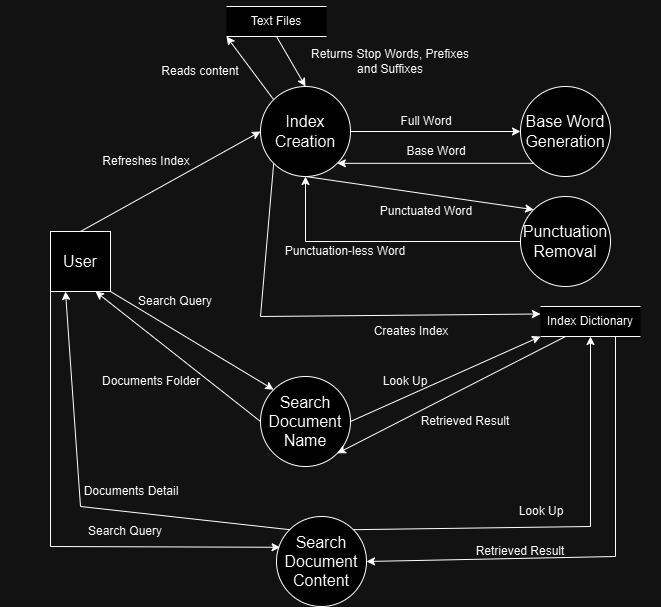 Text Files
Returns Stop Words, Prefixes
and Suffixes
Reads content
Index
Creation
Full Word
Base Word
Generation
Base Word
Refreshes Index
Punctuated Word
Punctuation
Removal
Punctuation-less Word
User
Search Query
Index Dictionary
Creates Index
Documents Folder
Look Up
Search
Document
Name
Retrieved Result
Documents Detail
Look Up
Search Query
Search
Document
Content
Retrieved Result